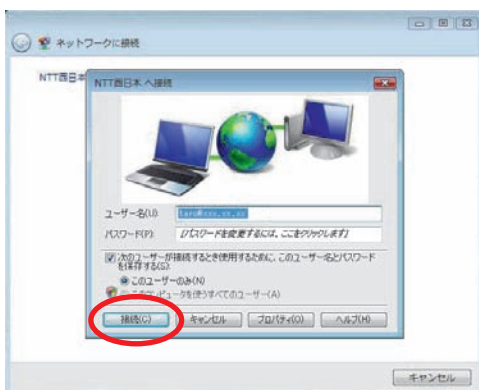 ネットワークに接続
NTT西日本
NTT西日本 へ接続
ユーザー名(U):
パスワード(P):
[パスワードを変更するには、ここをクリックします]
次のユーザーが接続するとき使用するために、このユーザー名とパスワード
を保存する(S):
このユーザーのみ(N)
このコンピュータを使うすべてのユーザー(A)
接続(C) キャンセル プロパティ(O) ヘルプ(H)
キャンセル